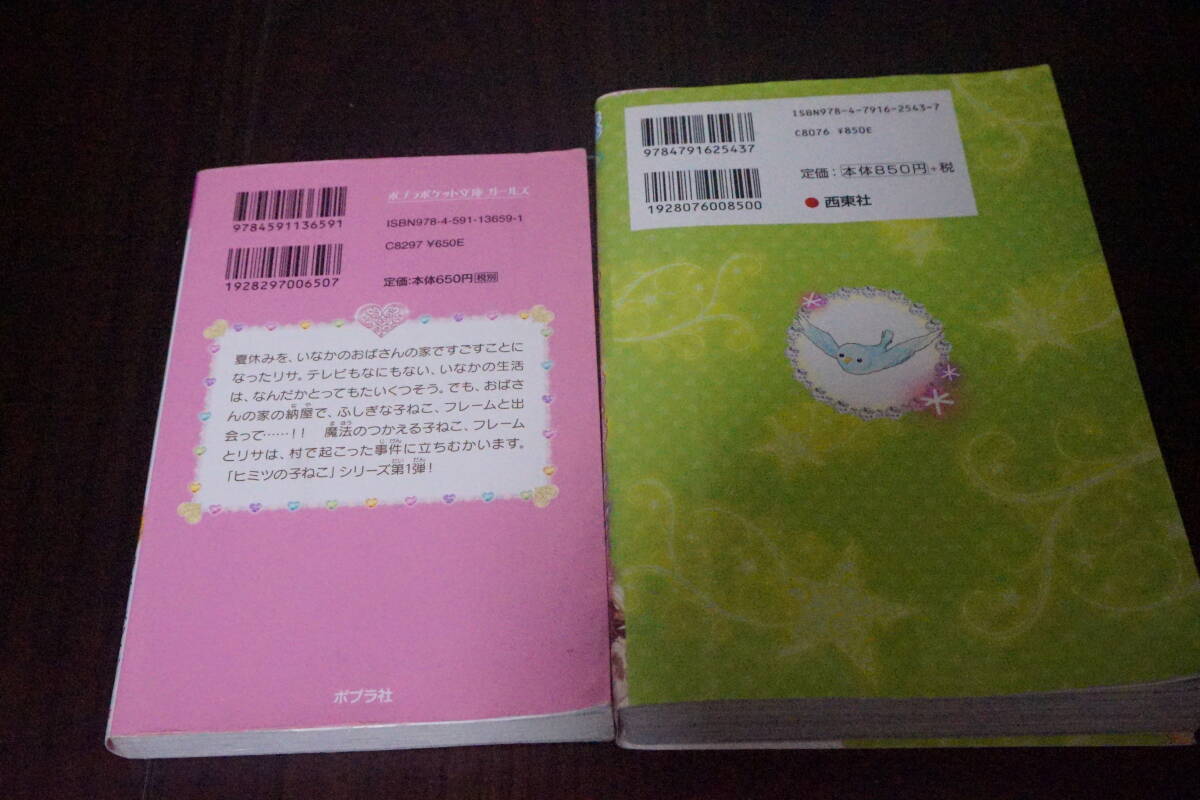 9784591136591
1928297006507
ポプラポケット文庫 ガールズ
ISBN978-4-591-13659-1
C8297 ¥650E
定価:本体650円 税別
夏休みを、いなかのおばさんの家ですごすことに
なったリサ。テレビもなにもない、いなかの生活
は、なんだかとってもたいくつそう。でも、おばさ
んの家の納屋で、ふしぎな子ねこ、フレームと出
会って……!! 魔法のつかえる子ねこ、フレーム
とリサは、村で起こった事件に立ちむかいます。
「ヒミツの子ねこ」シリーズ第1弾!
ポプラ社
9784791625437
1928076008500
ISBN978-4-7916-2543-7
C8076 ¥850E
定価:本体850円+税
西東社